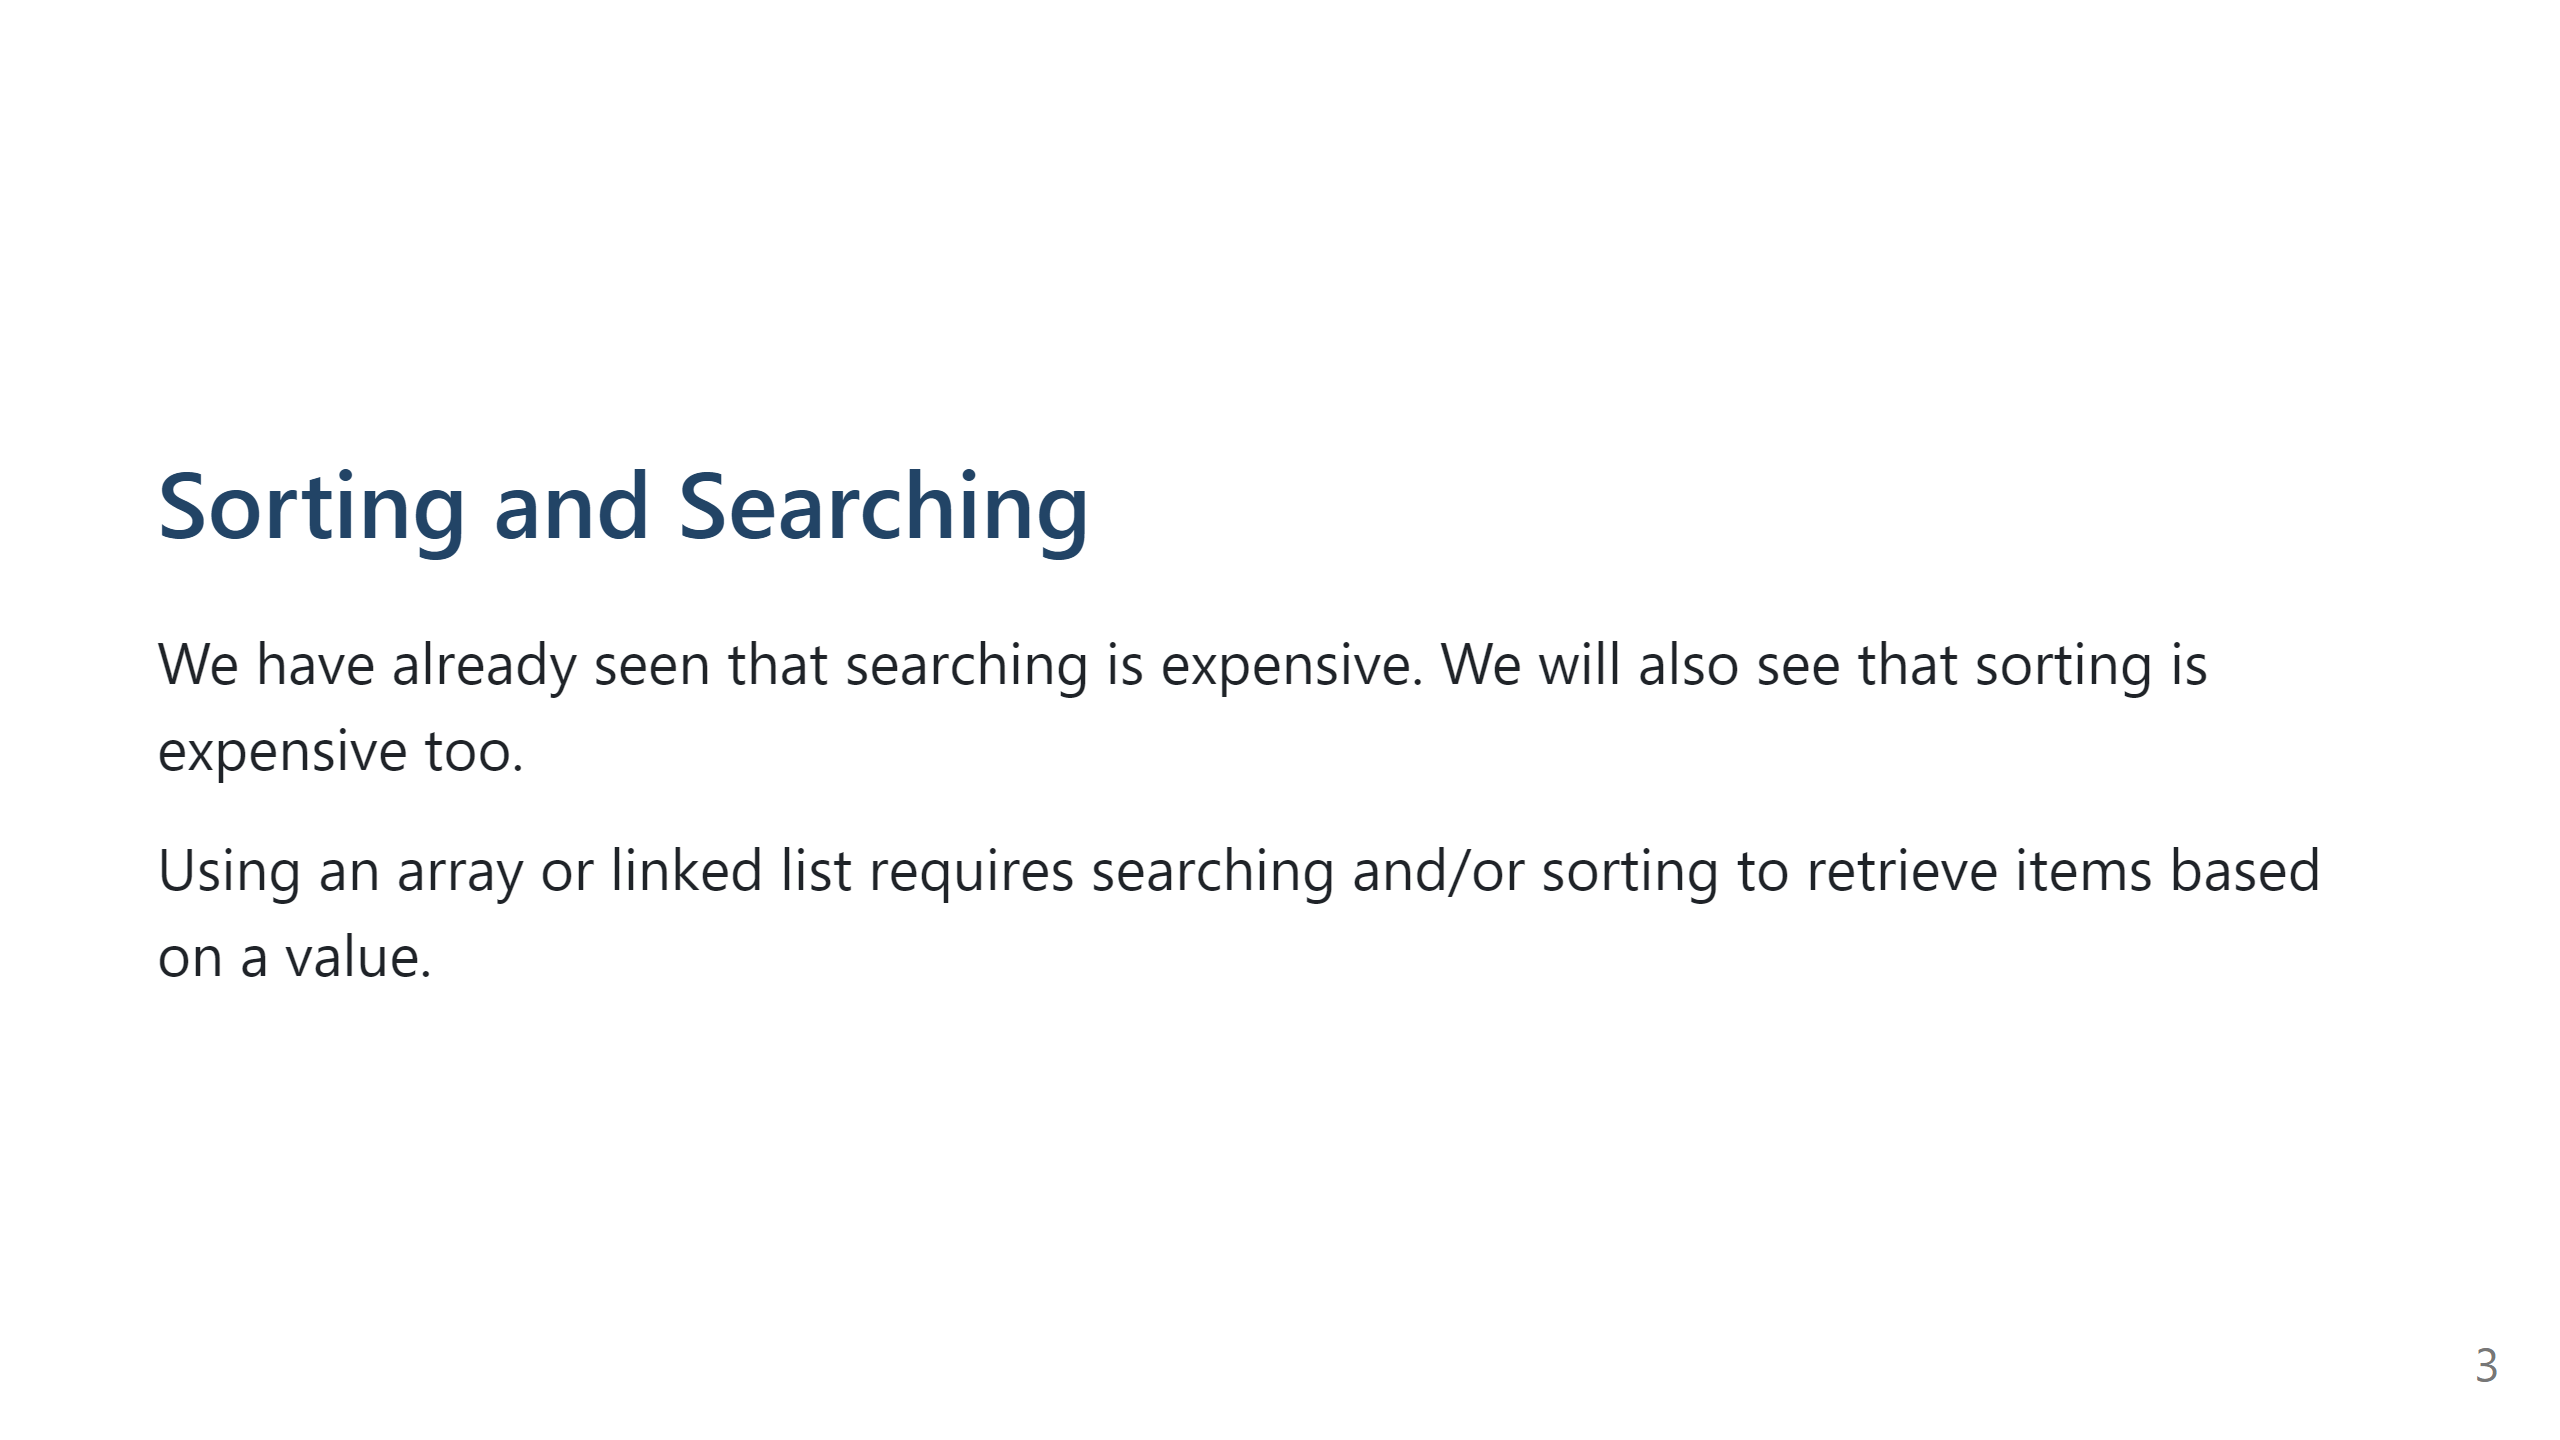 Sorting and Searching
We have already seen that searching is expensive. We will also see that sorting is
expensive too.
Using an array or linked list requires searching and/or sorting to retrieve items based
on a value.
3